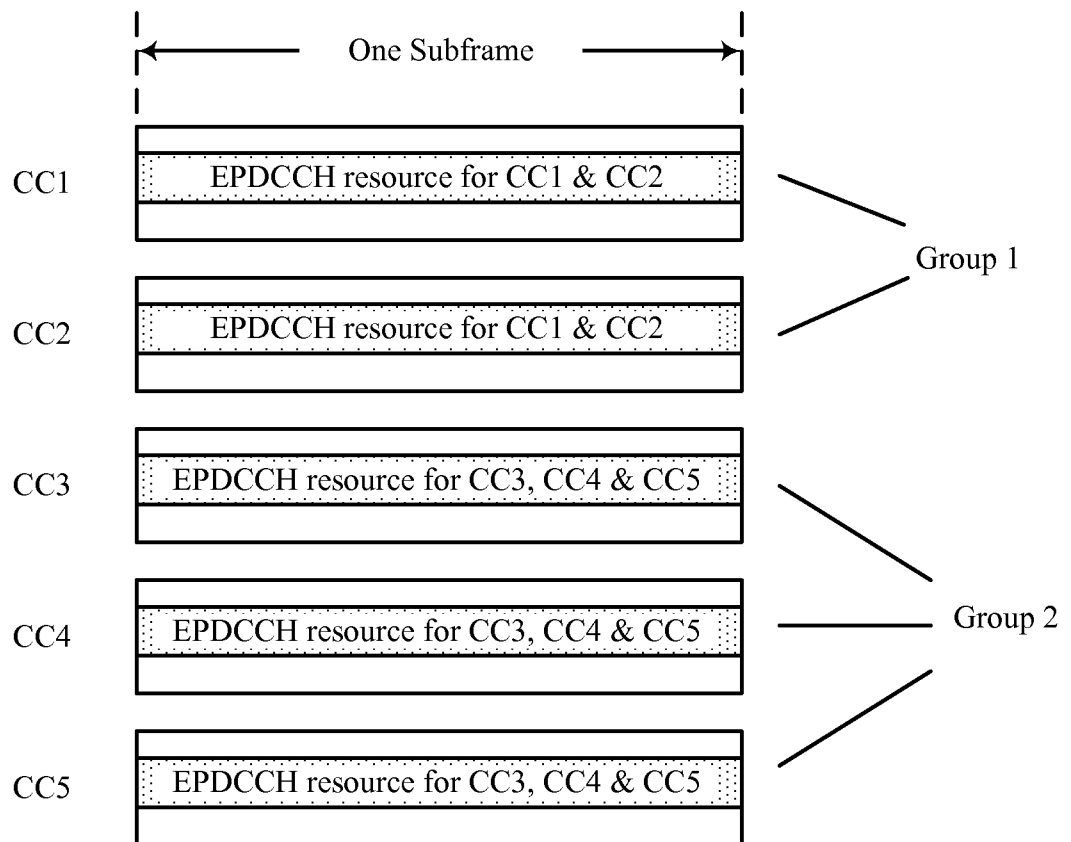 One Subframe
CC1
EPDCCH resource for CC1 & CC2
Group 1
CC2
EPDCCH resource for CC1 & CC2
CC3
EPDCCH resource for CC3, CC4 & CC5
CC4
EPDCCH resource for CC3, CC4 & CC5
Group 2
CC5
EPDCCH resource for CC3, CC4 & CC5